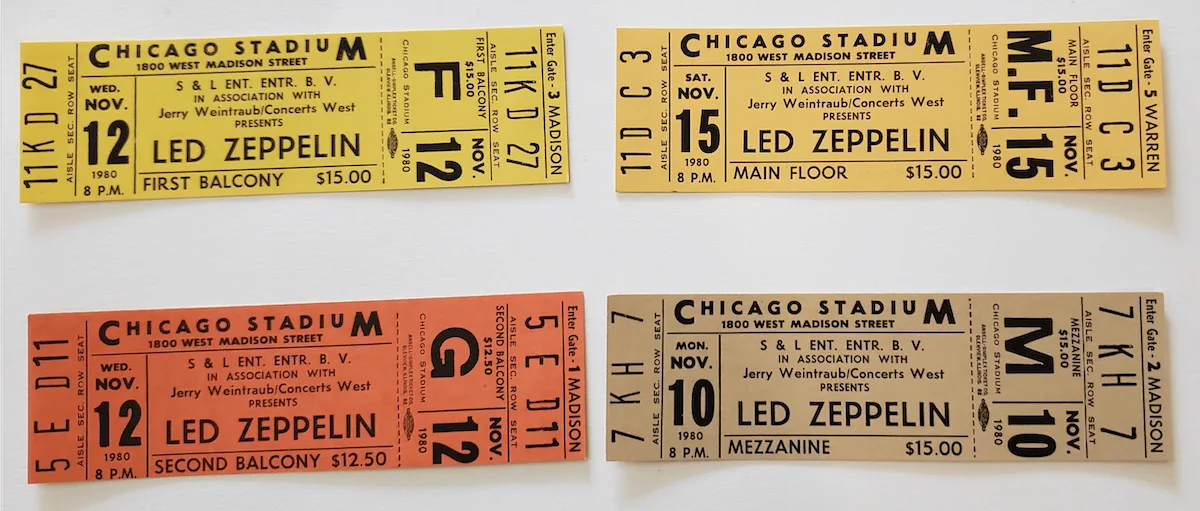 11 K D 27
AISLE SEC. ROW SEAT
CHICAGO STADIUM
1800 WEST MADISON STREET
WED.
NOV.
12
1980
8 P.M.
S & L ENT. ENTR. B. V.
IN ASSOCIATION WITH
Jerry Weintraub/Concerts West
PRESENTS
LED ZEPPELIN
FIRST BALCONY $15.00
CHICAGO STADIUM 1980
F 12
NOV.
$15.00
FIRST BALCONY
AISLE SEC. ROW SEAT
11 K D 27
Enter Gate - 3 MADISON
11 D C 3
AISLE SEC. ROW SEAT
CHICAGO STADIUM
1800 WEST MADISON STREET
SAT.
NOV.
15
1980
8 P.M.
S & L ENT. ENTR. B. V.
IN ASSOCIATION WITH
Jerry Weintraub/Concerts West
PRESENTS
LED ZEPPELIN
MAIN FLOOR $15.00
CHICAGO STADIUM 1980
M.F. 15
NOV.
$15.00
MAIN FLOOR
AISLE SEC. ROW SEAT
11 D C 3
Enter Gate - 5 WARREN
5 E D 11
AISLE SEC. ROW SEAT
CHICAGO STADIUM
1800 WEST MADISON STREET
WED.
NOV.
12
1980
8 P.M.
S & L ENT. ENTR. B. V.
IN ASSOCIATION WITH
Jerry Weintraub/Concerts West
PRESENTS
LED ZEPPELIN
SECOND BALCONY $12.50
CHICAGO STADIUM 1980
G 12
NOV.
$12.50
SECOND BALCONY
AISLE SEC. ROW SEAT
5 E D 11
Enter Gate - 1 MADISON
7 K H 7
AISLE SEC. ROW SEAT
CHICAGO STADIUM
1800 WEST MADISON STREET
MON.
NOV.
10
1980
8 P.M.
S & L ENT. ENTR. B. V.
IN ASSOCIATION WITH
Jerry Weintraub/Concerts West
PRESENTS
LED ZEPPELIN
MEZZANINE $15.00
CHICAGO STADIUM 1980
M 10
NOV.
$15.00
MEZZANINE
AISLE SEC. ROW SEAT
7 K H 7
Enter Gate - 2 MADISON